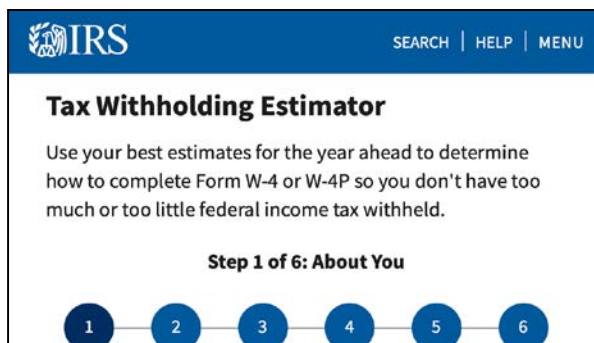 IRS SEARCH | HELP | MENU
Tax Withholding Estimator
Use your best estimates for the year ahead to determine
how to complete Form W-4 or W-4P so you don't have too
much or too little federal income tax withheld.
Step 1 of 6: About You
1 2 3 4 5 6